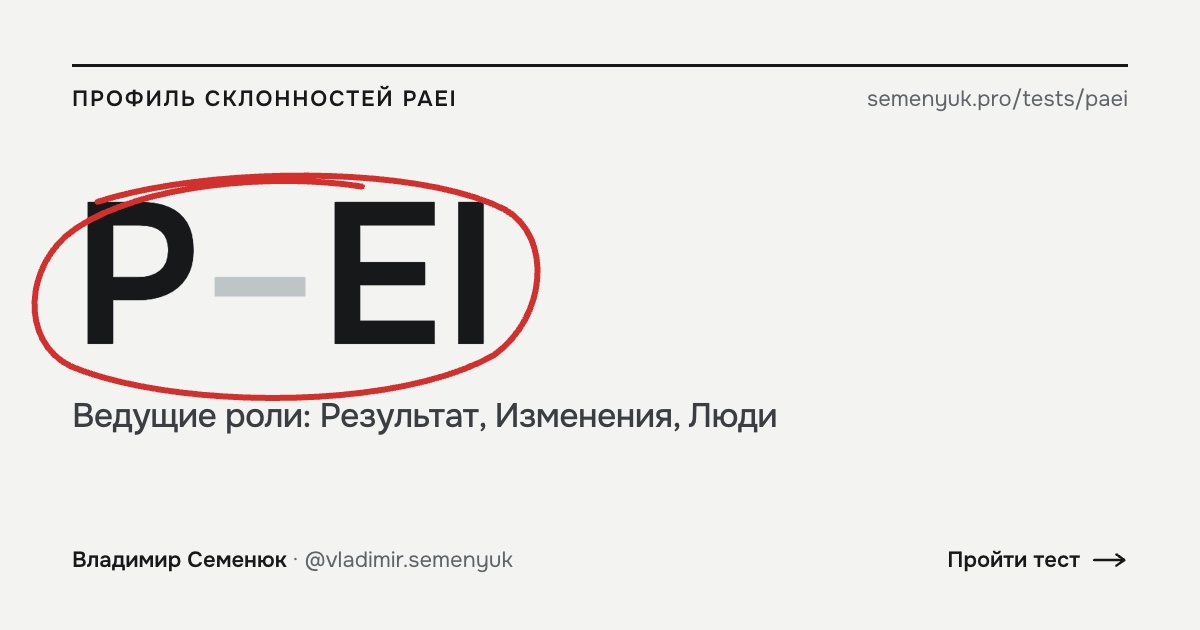 ПРОФИЛЬ СКЛОННОСТЕЙ PAEI
semenyuk.pro/tests/paei
P–EI
Ведущие роли: Результат, Изменения, Люди
Владимир Семенюк · @vladimir.semenyuk
Пройти тест →